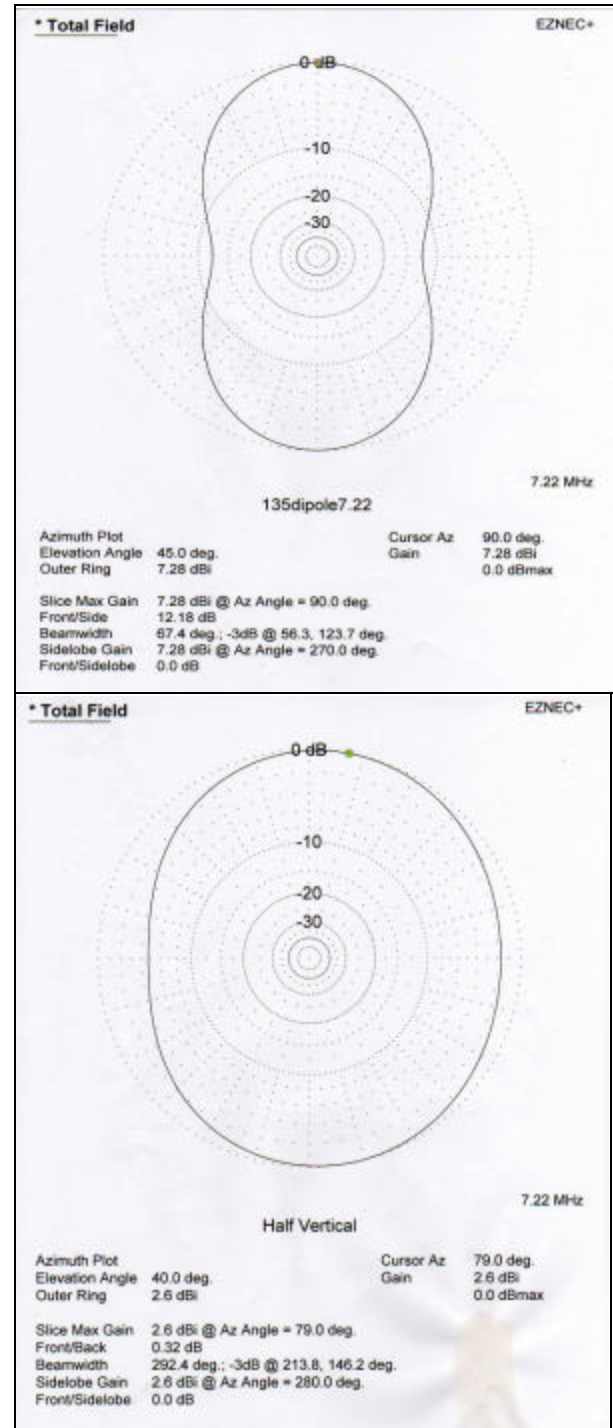 * Total Field
EZNEC+
0 dB
-10
-20
-30
7.22 MHz
135dipole7.22
Azimuth Plot
Elevation Angle 45.0 deg.
Outer Ring 7.28 dBi
Cursor Az 90.0 deg.
Gain 7.28 dBi
0.0 dBmax
Slice Max Gain 7.28 dBi @ Az Angle = 90.0 deg.
Front/Side 12.18 dB
Beamwidth 67.4 deg.; -3dB @ 56.3, 123.7 deg.
Sidelobe Gain 7.28 dBi @ Az Angle = 270.0 deg.
Front/Sidelobe 0.0 dB
* Total Field
EZNEC+
0 dB
-10
-20
-30
7.22 MHz
Half Vertical
Azimuth Plot
Elevation Angle 40.0 deg.
Outer Ring 2.6 dBi
Cursor Az 79.0 deg.
Gain 2.6 dBi
0.0 dBmax
Slice Max Gain 2.6 dBi @ Az Angle = 79.0 deg.
Front/Back 0.32 dB
Beamwidth 292.4 deg.; -3dB @ 213.8, 146.2 deg.
Sidelobe Gain 2.6 dBi @ Az Angle = 280.0 deg.
Front/Sidelobe 0.0 dB